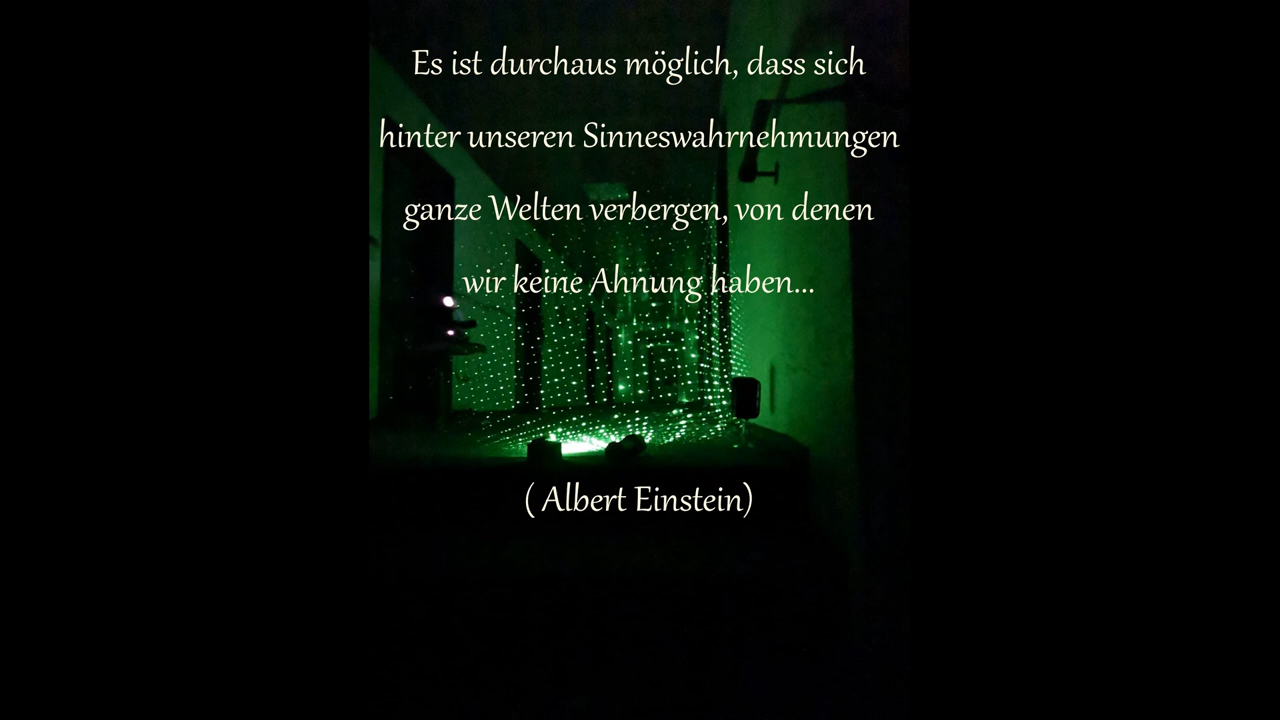 Es ist durchaus möglich, dass sich
hinter unseren Sinneswahrnehmungen
ganze Welten verbergen, von denen
wir keine Ahnung haben...
( Albert Einstein)